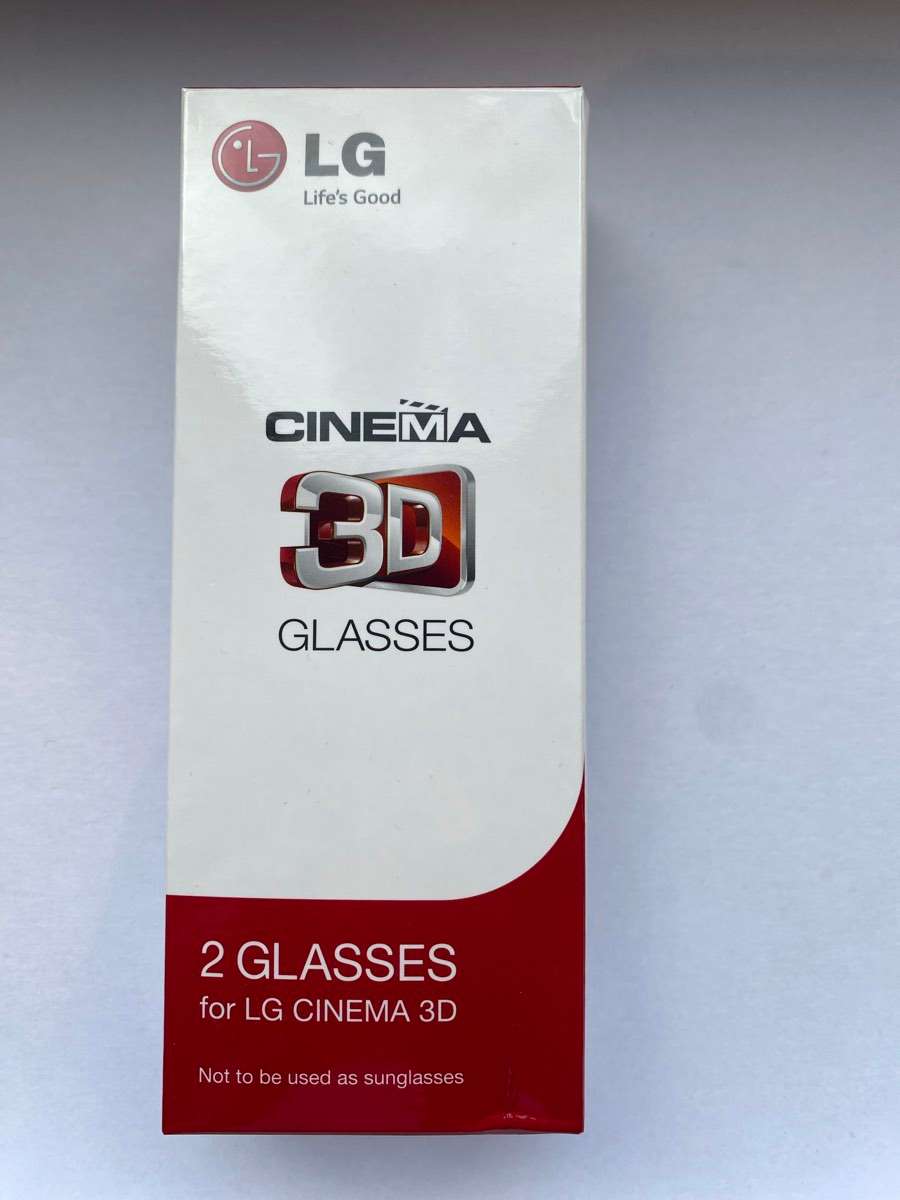 LG
Life's Good
CINEMA
3D
GLASSES
2 GLASSES
for LG CINEMA 3D
Not to be used as sunglasses